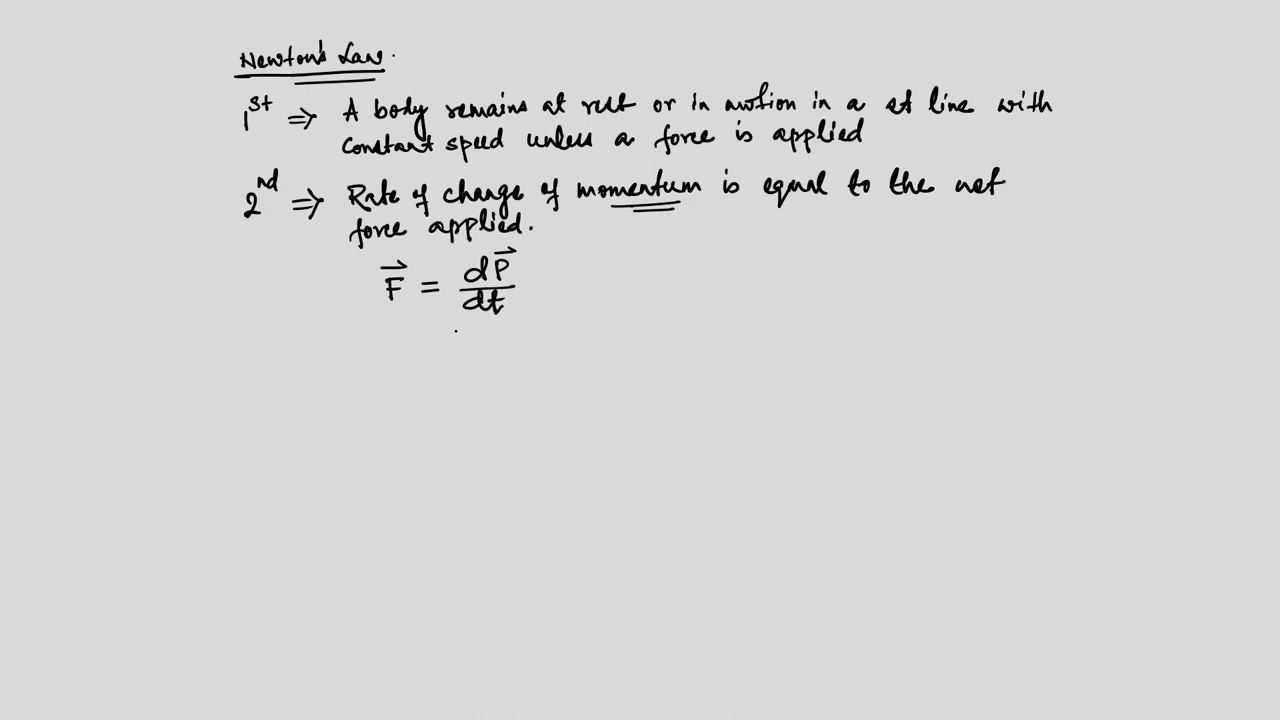 Newton's Law.
1st ⇒ A body remains at rest or in motion in a st line with
constant speed unless a force is applied
2nd ⇒ Rate of change of momentum is equal to the net
force applied.
F⃗ = dP⃗/dt